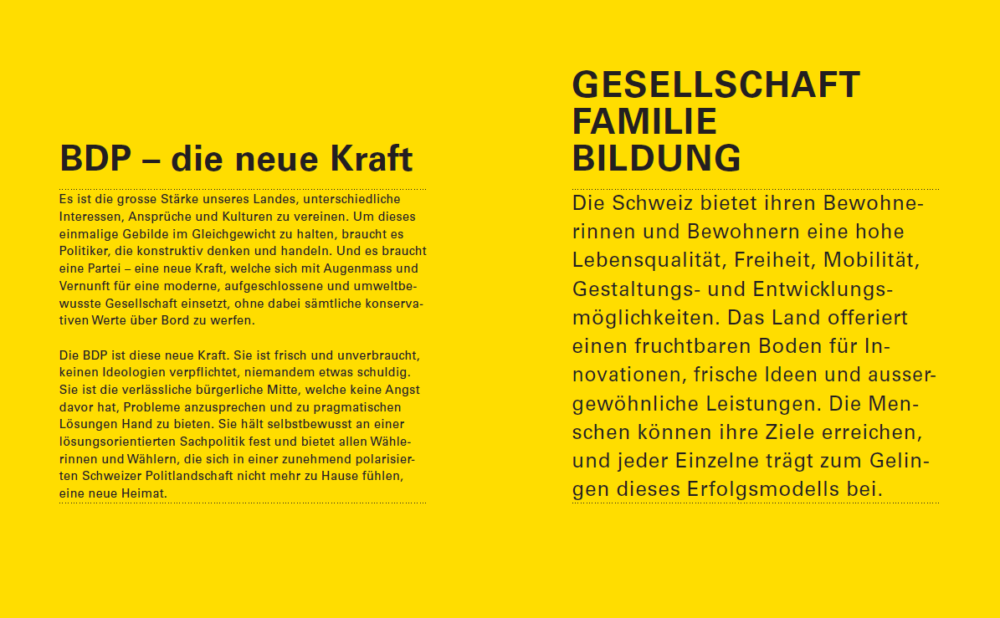 BDP – die neue Kraft
Es ist die grosse Stärke unseres Landes, unterschiedliche
Interessen, Ansprüche und Kulturen zu vereinen. Um dieses
einmalige Gebilde im Gleichgewicht zu halten, braucht es
Politiker, die konstruktiv denken und handeln. Und es braucht
eine Partei – eine neue Kraft, welche sich mit Augenmass und
Vernunft für eine moderne, aufgeschlossene und umweltbe-
wusste Gesellschaft einsetzt, ohne dabei sämtliche konserva-
tiven Werte über Bord zu werfen.
Die BDP ist diese neue Kraft. Sie ist frisch und unverbraucht,
keinen Ideologien verpflichtet, niemandem etwas schuldig.
Sie ist die verlässliche bürgerliche Mitte, welche keine Angst
davor hat, Probleme anzusprechen und zu pragmatischen
Lösungen Hand zu bieten. Sie hält selbstbewusst an einer
lösungsorientierten Sachpolitik fest und bietet allen Wähle-
rinnen und Wählern, die sich in einer zunehmend polarisier-
ten Schweizer Politlandschaft nicht mehr zu Hause fühlen,
eine neue Heimat.
GESELLSCHAFT
FAMILIE
BILDUNG
Die Schweiz bietet ihren Bewohne-
rinnen und Bewohnern eine hohe
Lebensqualität, Freiheit, Mobilität,
Gestaltungs- und Entwicklungs-
möglichkeiten. Das Land offeriert
einen fruchtbaren Boden für In-
novationen, frische Ideen und ausser-
gewöhnliche Leistungen. Die Men-
schen können ihre Ziele erreichen,
und jeder Einzelne trägt zum Gelin-
gen dieses Erfolgsmodells bei.